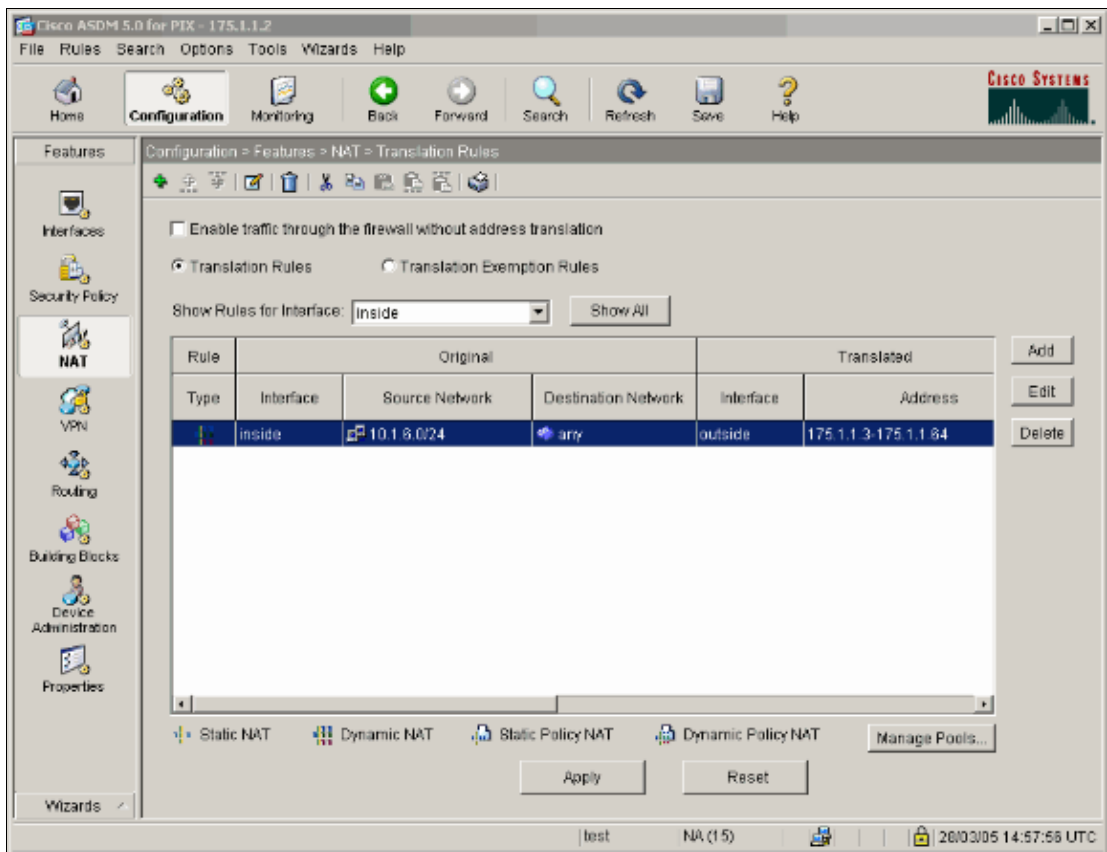 Cisco ASDM 5.0 for PIX - 175.1.1.2
File Rules Search Options Tools Wizards Help
Home Configuration Monitoring Back Forward Search Refresh Save Help
CISCO SYSTEMS
Features
Configuration > Features > NAT > Translation Rules
Interfaces
Security Policy
NAT
VPN
Routing
Building Blocks
Device
Administration
Properties
Wizards
Enable traffic through the firewall without address translation
Translation Rules Translation Exemption Rules
Show Rules for Interface: inside Show All
Rule Original Translated
Type Interface Source Network Destination Network Interface Address
inside 10.1.6.0/24 any outside 175.1.1.3-175.1.1.64
Add
Edit
Delete
Static NAT Dynamic NAT Static Policy NAT Dynamic Policy NAT Manage Pools...
Apply Reset
test NA (15) 28/03/05 14:57:56 UTC